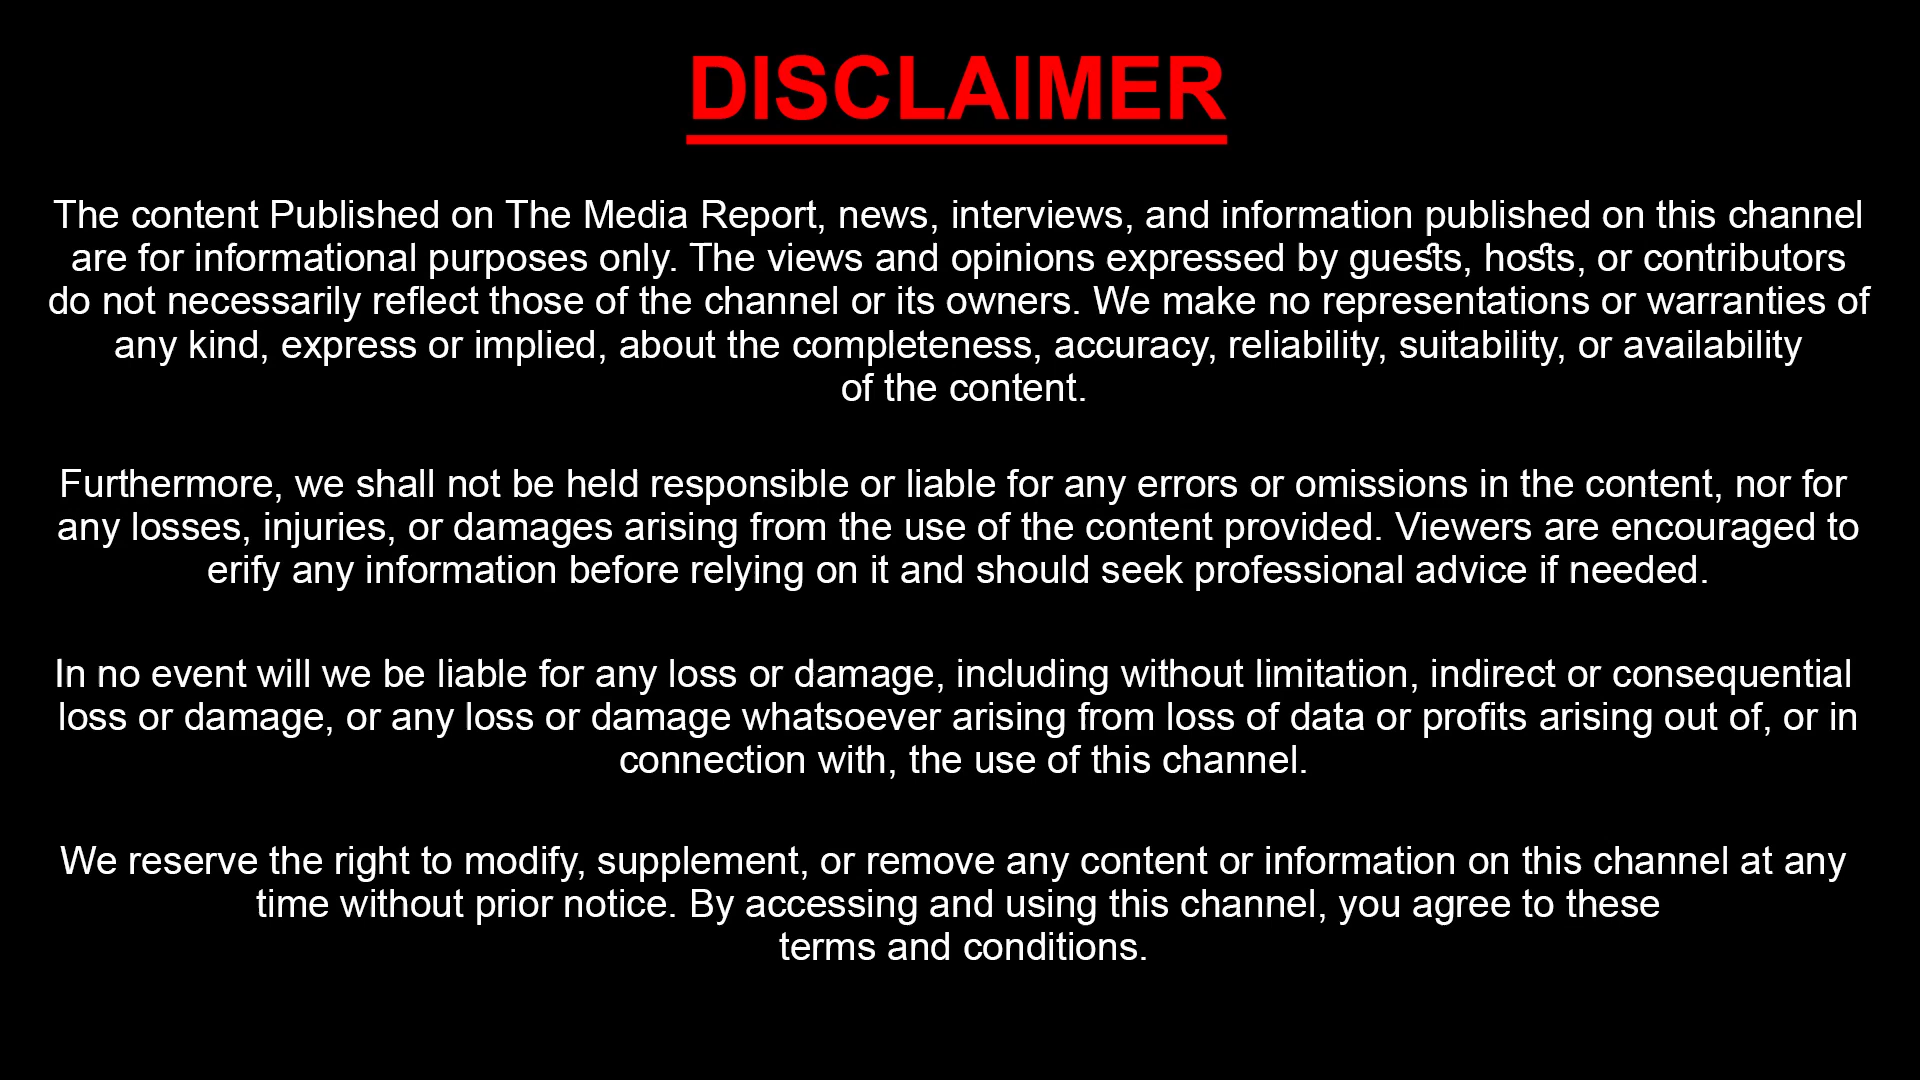 DISCLAIMER
The content Published on The Media Report, news, interviews, and information published on this channel
are for informational purposes only. The views and opinions expressed by guests, hosts, or contributors
do not necessarily reflect those of the channel or its owners. We make no representations or warranties of
any kind, express or implied, about the completeness, accuracy, reliability, suitability, or availability
of the content.
Furthermore, we shall not be held responsible or liable for any errors or omissions in the content, nor for
any losses, injuries, or damages arising from the use of the content provided. Viewers are encouraged to
erify any information before relying on it and should seek professional advice if needed.
In no event will we be liable for any loss or damage, including without limitation, indirect or consequential
loss or damage, or any loss or damage whatsoever arising from loss of data or profits arising out of, or in
connection with, the use of this channel.
We reserve the right to modify, supplement, or remove any content or information on this channel at any
time without prior notice. By accessing and using this channel, you agree to these
terms and conditions.